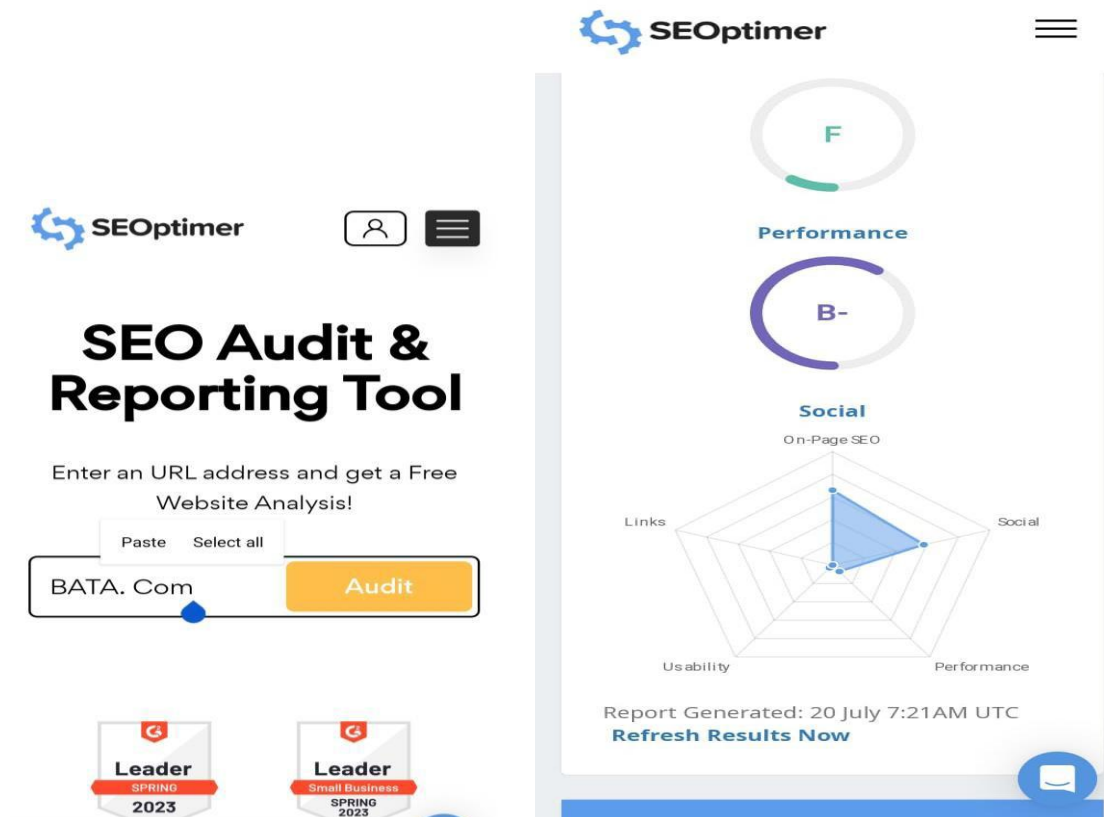 SEOptimer
SEO Audit &
Reporting Tool
Enter an URL address and get a Free
Website Analysis!
Paste Select all
BATA. Com
Audit
Leader
SPRING
2023
Leader
Small Business
SPRING
2023
SEOptimer
F
Performance
B-
Social
On-Page SEO
Links
Social
Usability
Performance
Report Generated: 20 July 7:21AM UTC
Refresh Results Now